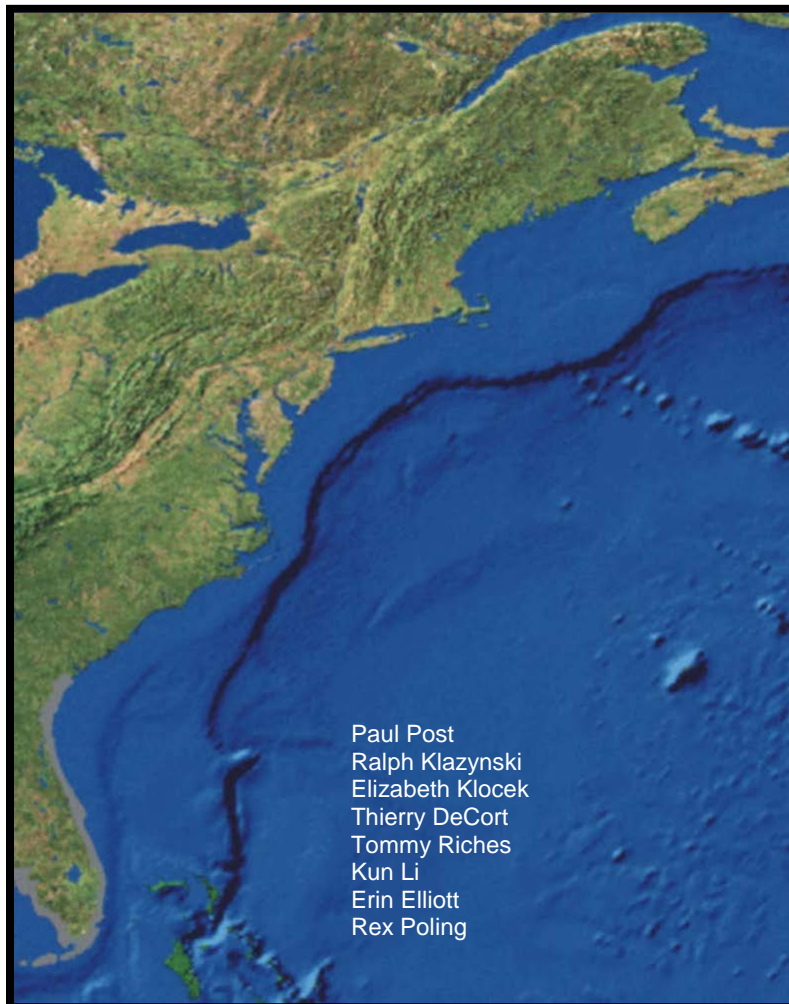 Paul Post
Ralph Klazynski
Elizabeth Klocek
Thierry DeCort
Tommy Riches
Kun Li
Erin Elliott
Rex Poling